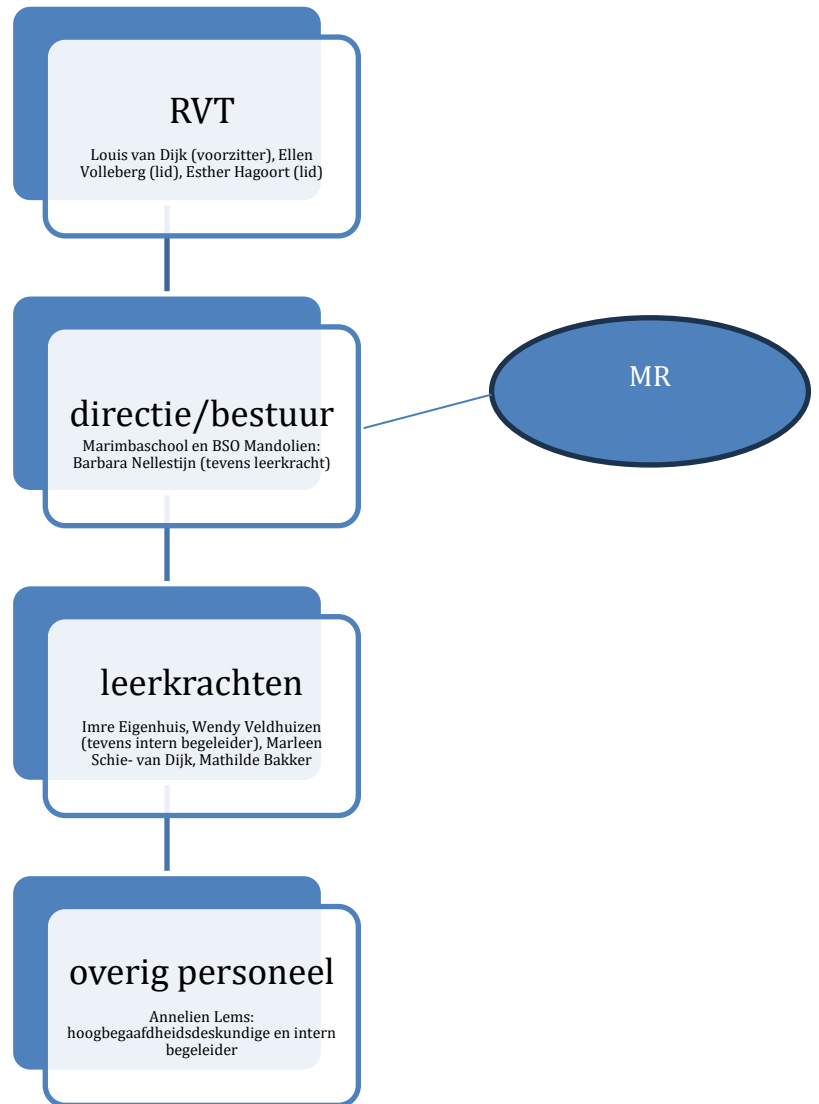 RVT
Louis van Dijk (voorzitter), Ellen
Volleberg (lid), Esther Hagoort (lid)
directie/bestuur
Marimbaschool en BSO Mandolien:
Barbara Nellestijn (tevens leerkracht)
MR
leerkrachten
Imre Eigenhuis, Wendy Veldhuizen
(tevens intern begeleider), Marleen
Schie- van Dijk, Mathilde Bakker
overig personeel
Annelien Lems:
hoogbegaafdheidsdeskundige en intern
begeleider